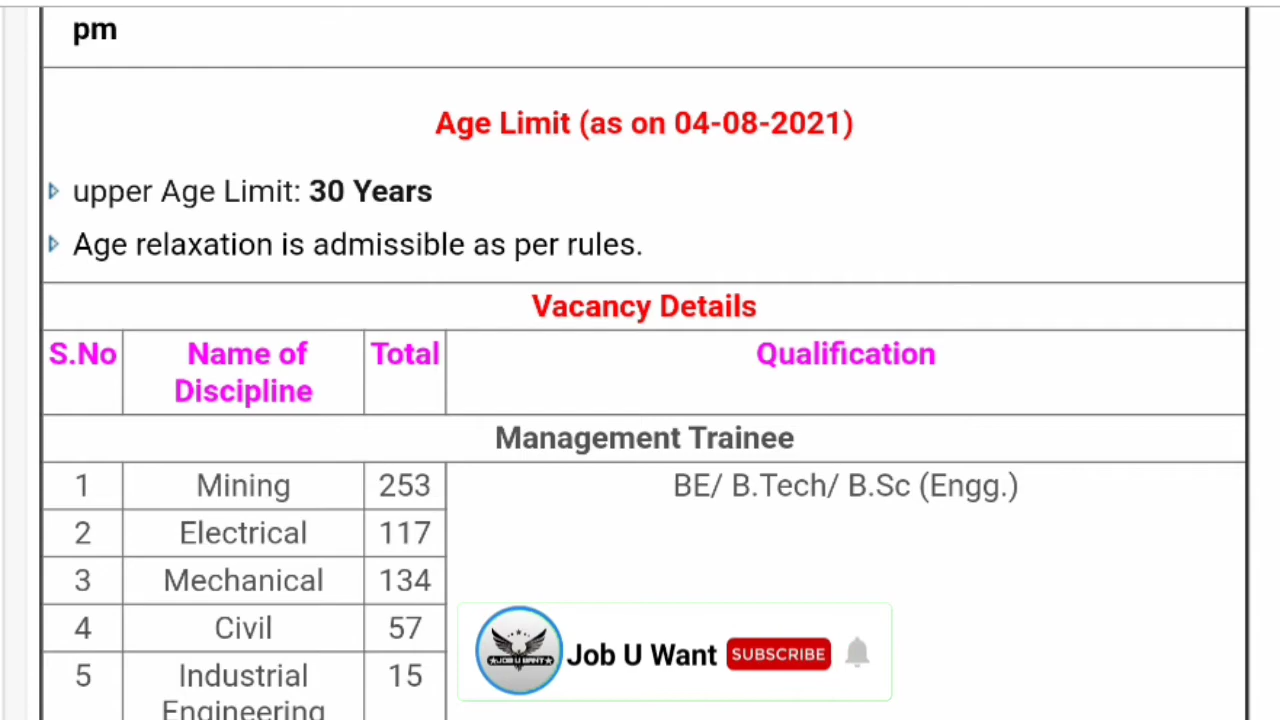 pm
Age Limit (as on 04-08-2021)
upper Age Limit: 30 Years
Age relaxation is admissible as per rules.
Vacancy Details
S.No Name of Discipline Total Qualification
Management Trainee
1 Mining 253 BE/ B.Tech/ B.Sc (Engg.)
2 Electrical 117
3 Mechanical 134
4 Civil 57
5 Industrial 15
Engineering
JOB U WANT
Job U Want SUBSCRIBE